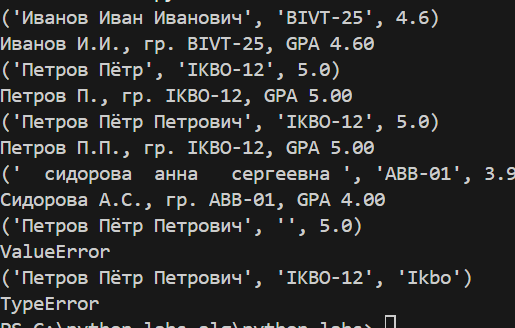 ('Иванов Иван Иванович', 'BIVT-25', 4.6)
Иванов И.И., гр. BIVT-25, GPA 4.60
('Петров Пётр', 'IKBO-12', 5.0)
Петров П., гр. IKBO-12, GPA 5.00
('Петров Пётр Петрович', 'IKBO-12', 5.0)
Петров П.П., гр. IKBO-12, GPA 5.00
('  сидорова  анна   сергеевна ', 'ABB-01', 3.9
Сидорова А.С., гр. ABB-01, GPA 4.00
('Петров Пётр Петрович', '', 5.0)
ValueError
('Петров Пётр Петрович', 'IKBO-12', 'Ikbo')
TypeError